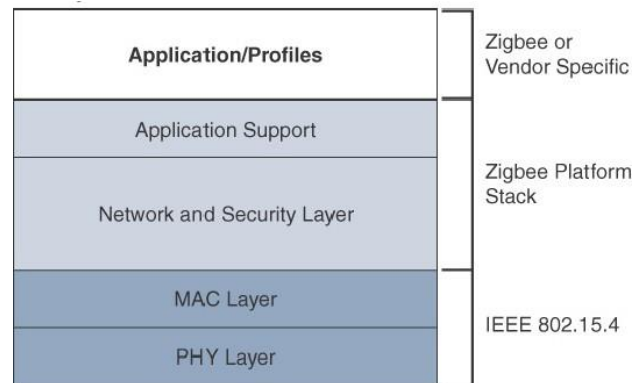 Application/Profiles
Zigbee or
Vendor Specific
Application Support
Network and Security Layer
Zigbee Platform
Stack
MAC Layer
PHY Layer
IEEE 802.15.4